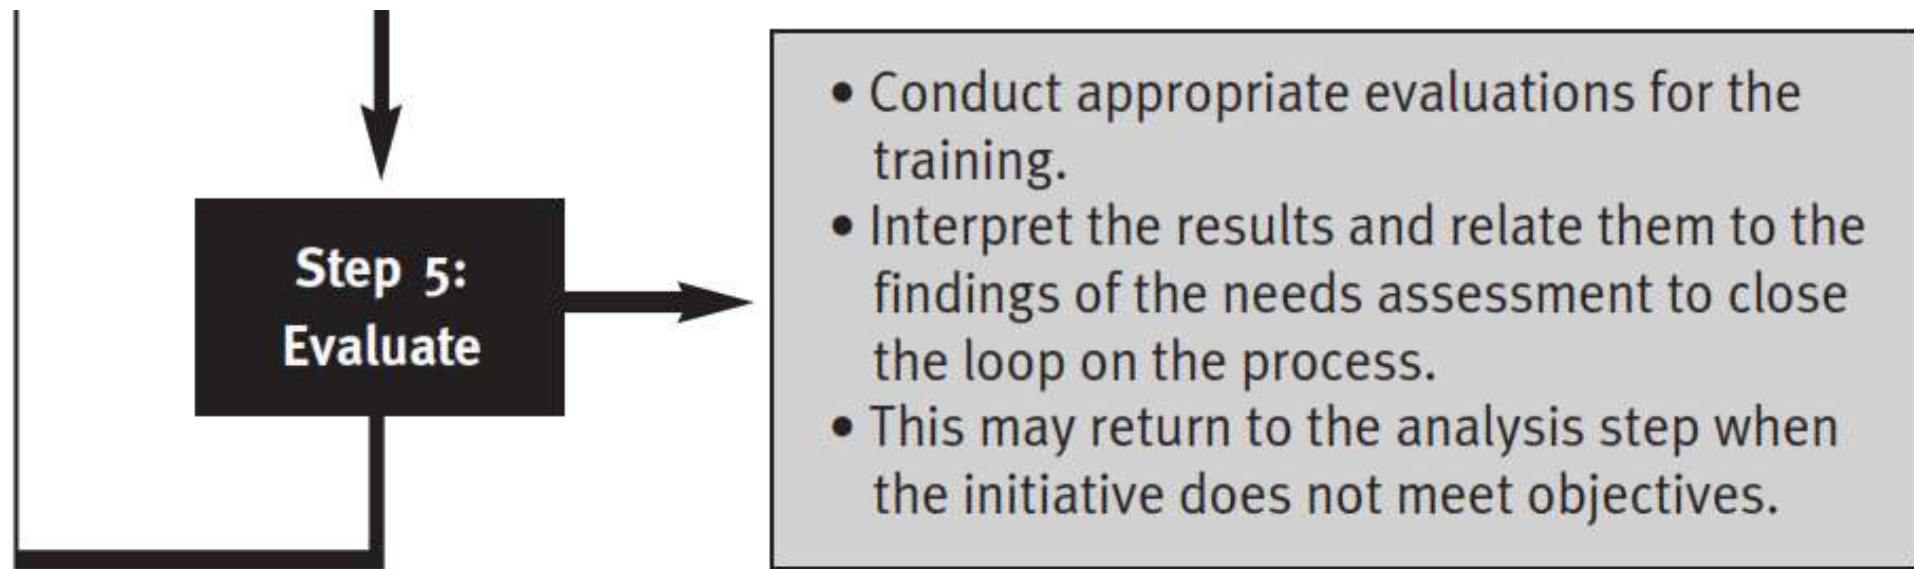 Step 5:
Evaluate
• Conduct appropriate evaluations for the
training.
• Interpret the results and relate them to the
findings of the needs assessment to close
the loop on the process.
• This may return to the analysis step when
the initiative does not meet objectives.